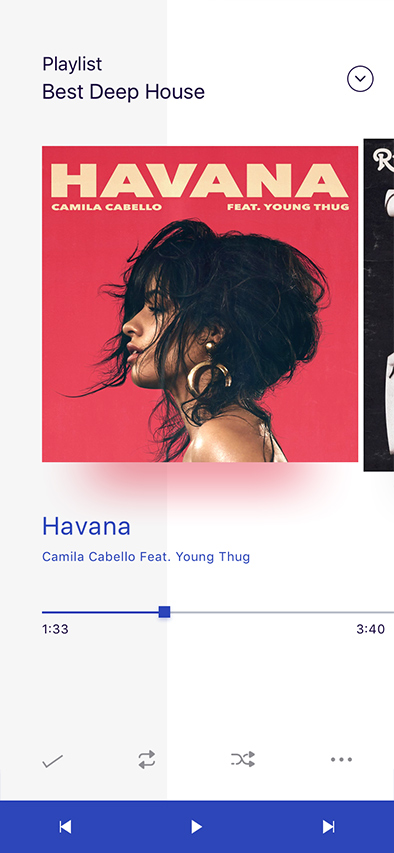 Playlist
Best Deep House
HAVANA
CAMILA CABELLO FEAT. YOUNG THUG
Havana
Camila Cabello Feat. Young Thug
1:33 3:40